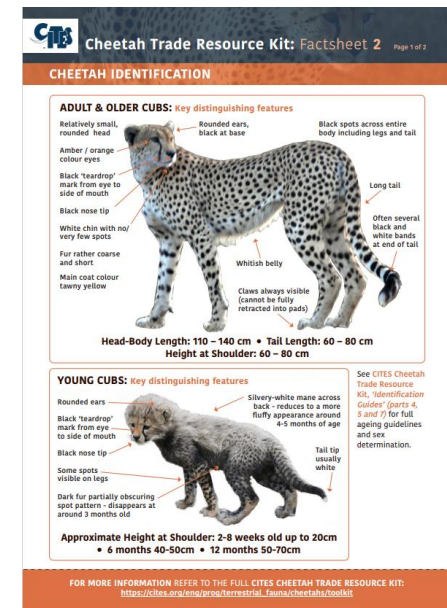 CITES
Cheetah Trade Resource Kit: Factsheet 2 Page 1 of 2
CHEETAH IDENTIFICATION
ADULT & OLDER CUBS: Key distinguishing features
Relatively small,
rounded head
Amber / orange
colour eyes
Black 'teardrop'
mark from eye to
side of mouth
Black nose tip
White chin with no/
very few spots
Fur rather coarse
and short
Main coat colour
tawny yellow
Rounded ears,
black at base
Black spots across entire
body including legs and tail
Long tail
Often several
black and
white bands
at end of tail
Whitish belly
Claws always visible
(cannot be fully
retracted into pads)
Head-Body Length: 110 – 140 cm • Tail Length: 60 – 80 cm
Height at Shoulder: 60 – 80 cm
YOUNG CUBS: Key distinguishing features
Rounded ears
Black 'teardrop'
mark from eye
to side of mouth
Black nose tip
Some spots
visible on legs
Dark fur partially obscuring
spot pattern - disappears at
around 3 months old
Silvery-white mane across
back - reduces to a more
fluffy appearance around
4-5 months of age
Tail tip
usually
white
Approximate Height at Shoulder: 2-8 weeks old up to 20cm
• 6 months 40-50cm • 12 months 50-70cm
See CITES Cheetah
Trade Resource
Kit, 'Identification
Guides' (parts 4,
5 and 7) for full
ageing guidelines
and sex
determination.
FOR MORE INFORMATION REFER TO THE FULL CITES CHEETAH TRADE RESOURCE KIT:
https://cites.org/eng/prog/terrestrial_fauna/cheetahs/toolkit